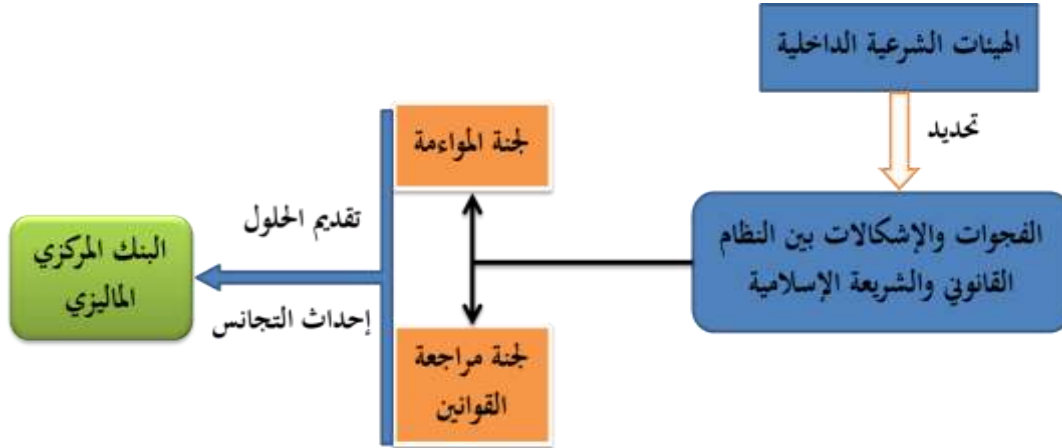 الهيئات الشرعية الداخلية
تحديد
الفجوات والإشكالات بين النظام
القانوني والشريعة الإسلامية
لجنة المواءمة
لجنة مراجعة
القوانين
تقديم الحلول
إحداث التجانس
البنك المركزي
الماليزي